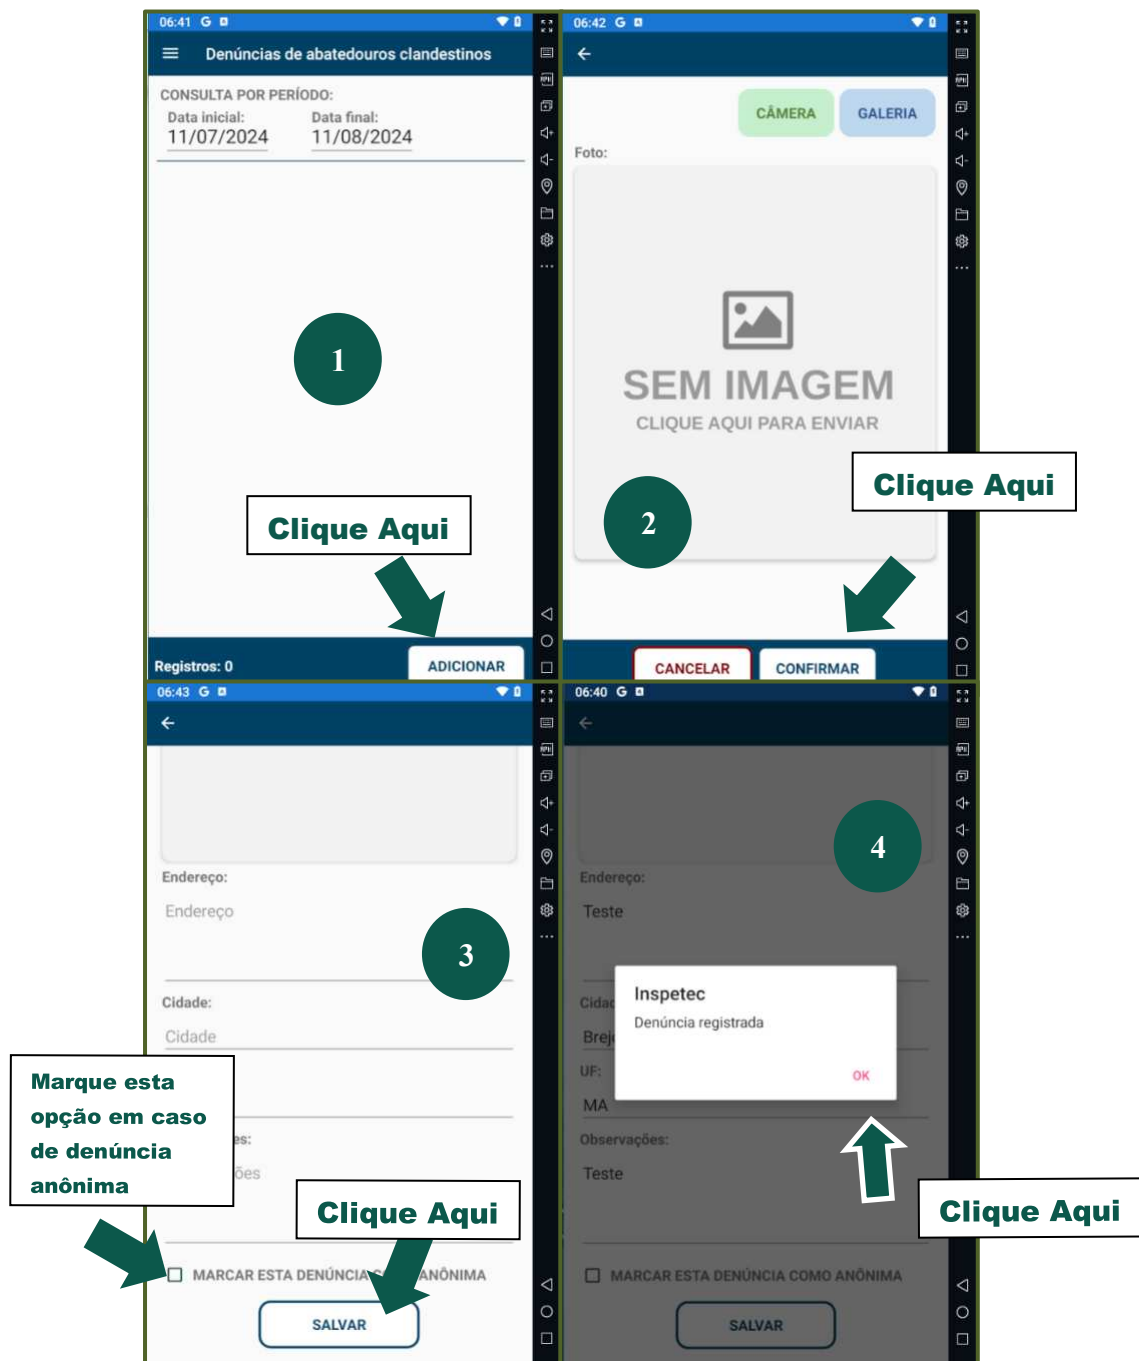 06:41 G
Denúncias de abatedouros clandestinos
CONSULTA POR PERÍODO:
Data inicial: Data final:
11/07/2024 11/08/2024
1
Clique Aqui
Registros: 0 ADICIONAR
06:42 G
CÂMERA GALERIA
Foto:
SEM IMAGEM
CLIQUE AQUI PARA ENVIAR
Clique Aqui
2
CANCELAR CONFIRMAR
06:43 G
Endereço:
Endereço
3
Cidade:
Cidade
Marque esta
opção em caso
de denúncia
anônima
es:
ões
Clique Aqui
MARCAR ESTA DENÚNCIA C ANÔNIMA
SALVAR
06:40 G
4
Endereço:
Teste
Inspetec
Denúncia registrada
OK
Cidad
Brej
UF:
MA
Observações:
Teste
Clique Aqui
MARCAR ESTA DENÚNCIA COMO ANÔNIMA
SALVAR